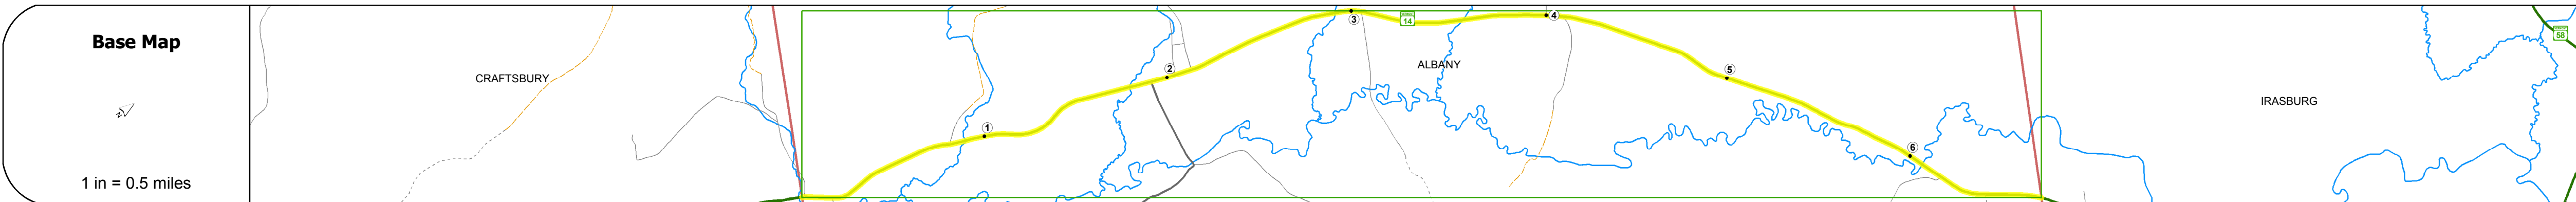 Base Map
N
1 in = 0.5 miles
CRAFTSBURY
1
2
3
14
ALBANY
4
5
6
IRASBURG
58